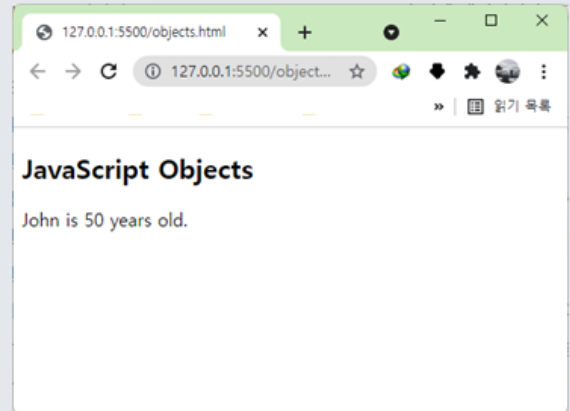 127.0.0.1:5500/objects.html
127.0.0.1:5500/object...
읽기 목록
JavaScript Objects
John is 50 years old.